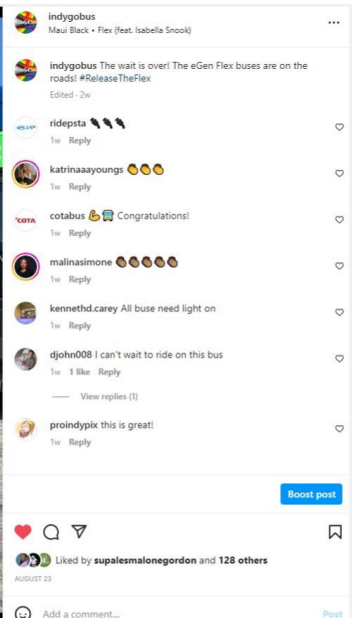 indygobus
Maui Black • Flex (feat. Isabella Snook)
indygobus The wait is over! The eGen Flex buses are on the
roads! #ReleaseTheFlex
Edited · 2w
ridepsta
1w Reply
katrinaaayoungs 👏👏👏
1w Reply
COTA
cotabus 💪🚍 Congratulations!
1w Reply
malinasimone 👏🏽👏🏽👏🏽👏🏽👏🏽
1w Reply
kennethd.carey All buse need light on
1w Reply
djohn008 I can't wait to ride on this bus
1w 1 like Reply
View replies (1)
proindypix this is great!
1w Reply
Boost post
Liked by supalesmalonegordon and 128 others
AUGUST 23
Add a comment...
Post